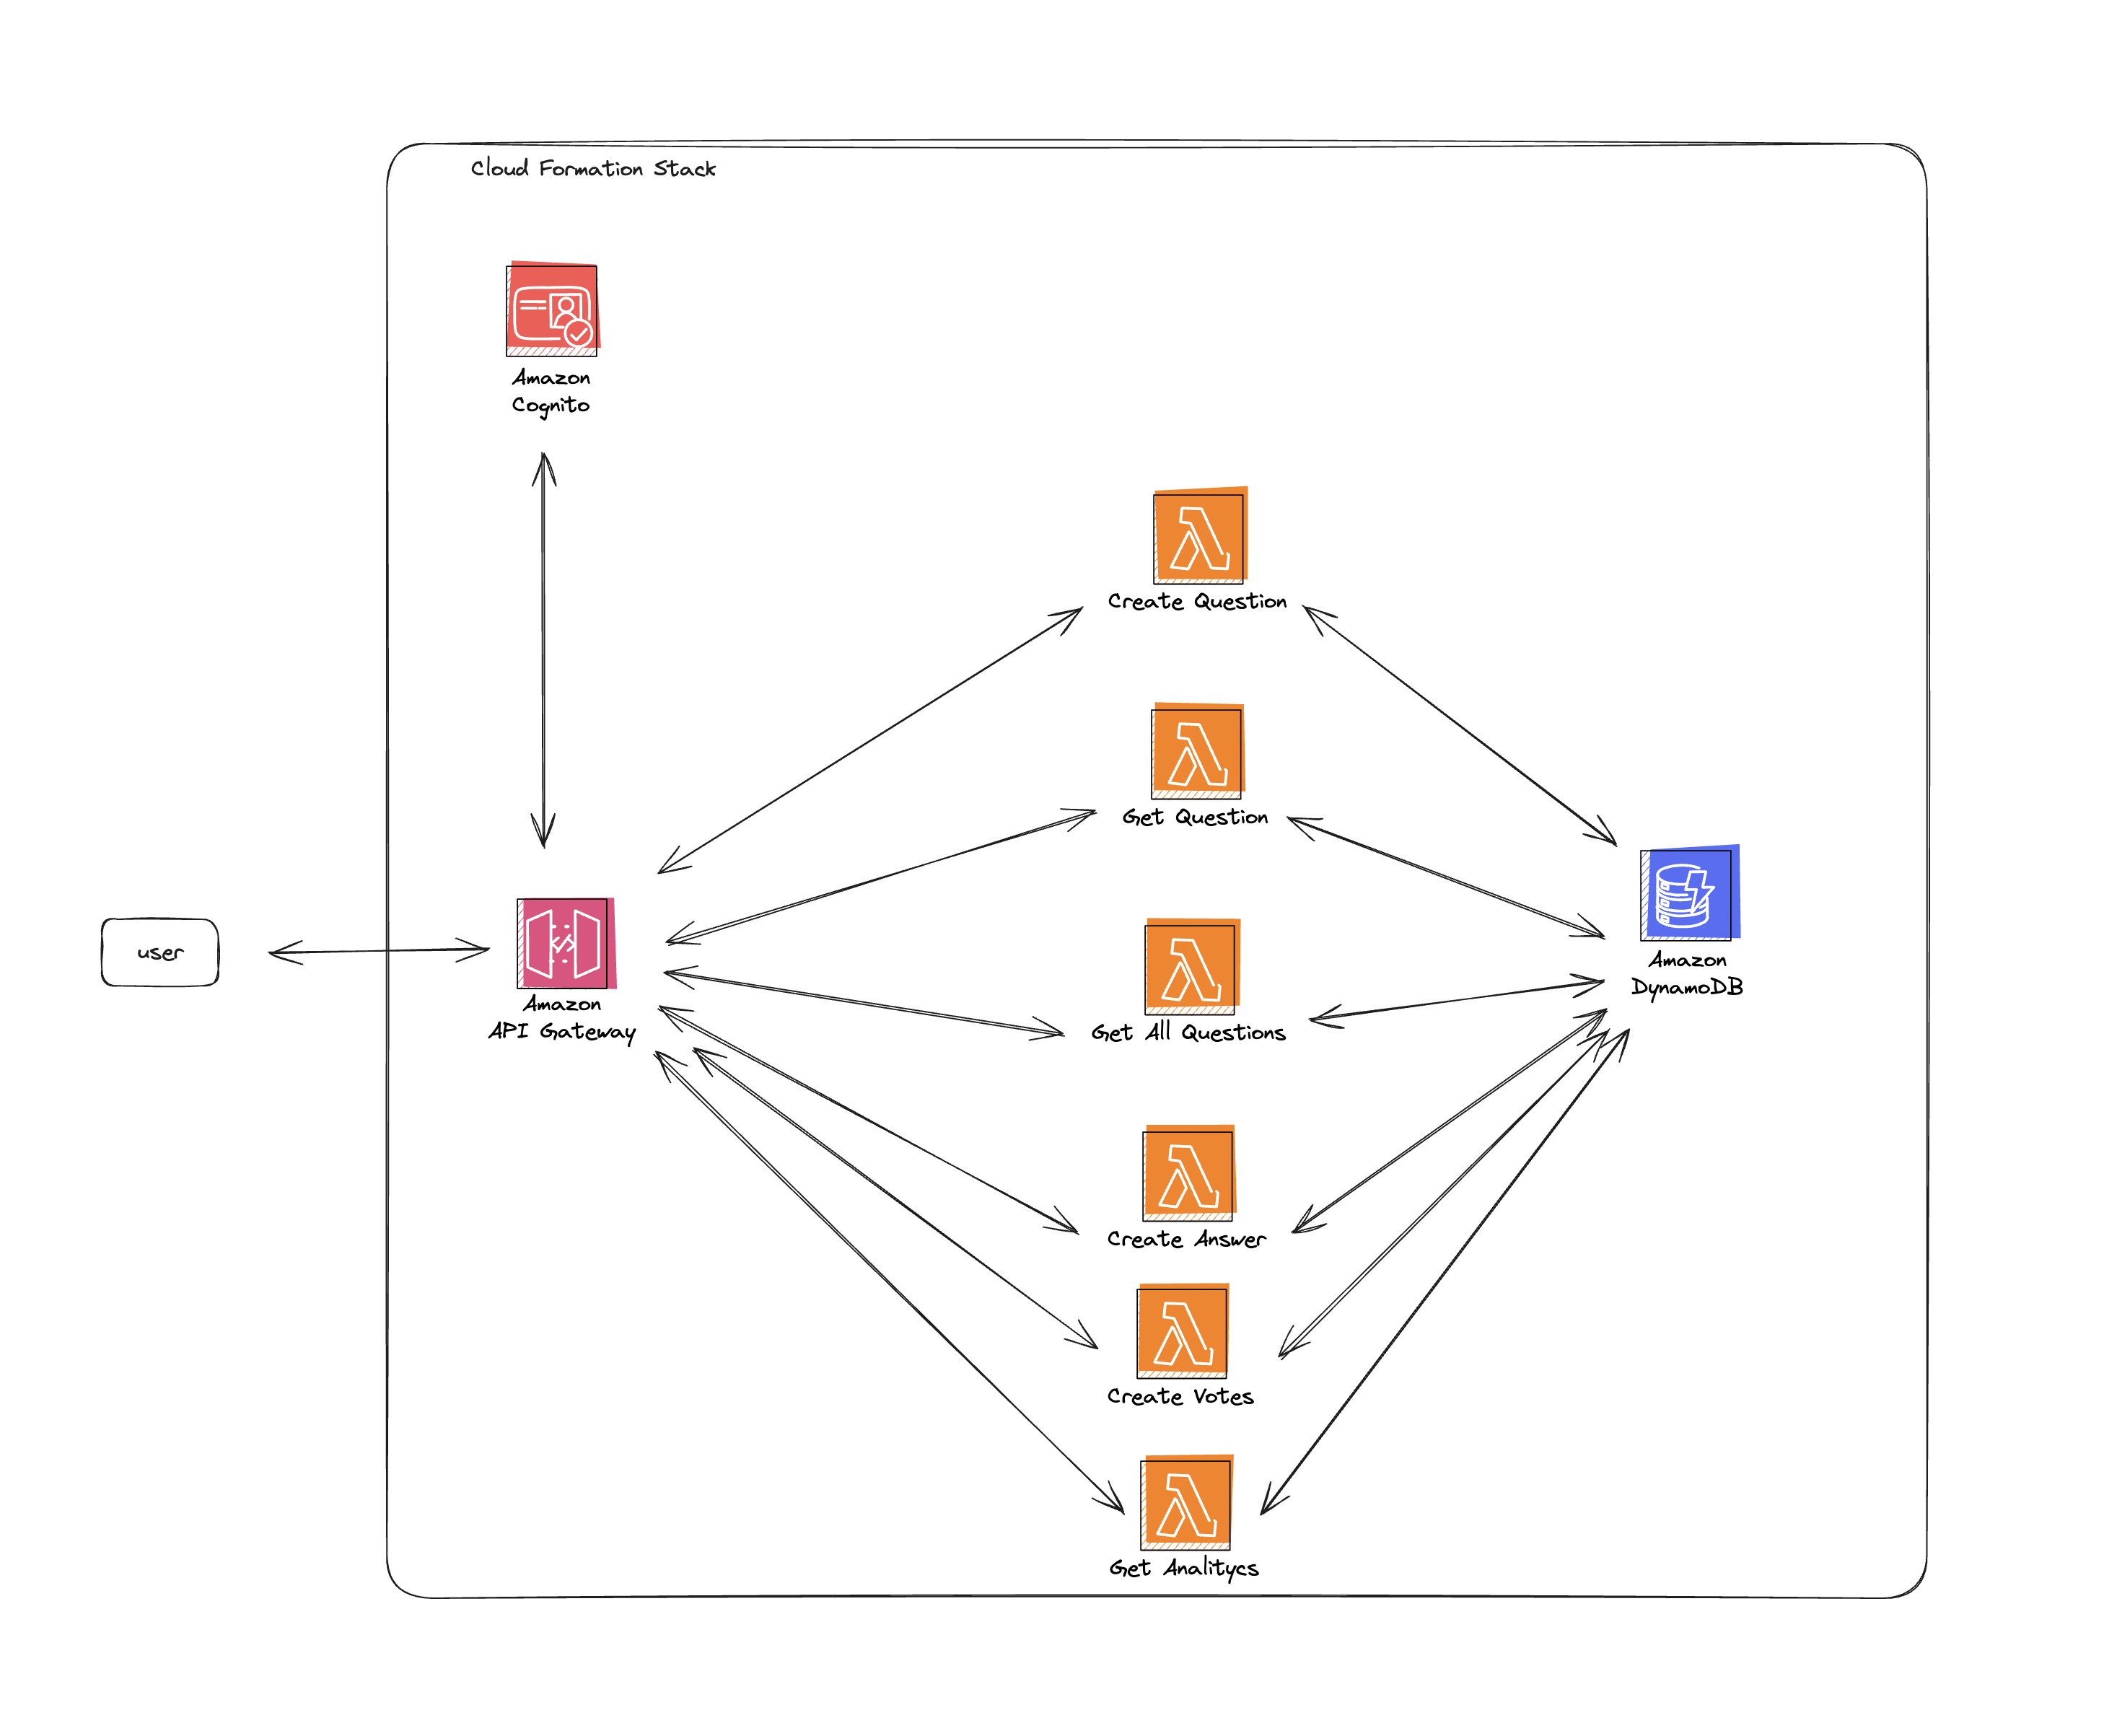 Cloud Formation Stack
Amazon
Cognito
Create Question
Get Question
user
Amazon
API Gateway
Get All Questions
Amazon
DynamoDB
Create Answer
Create Votes
Get Analitycs